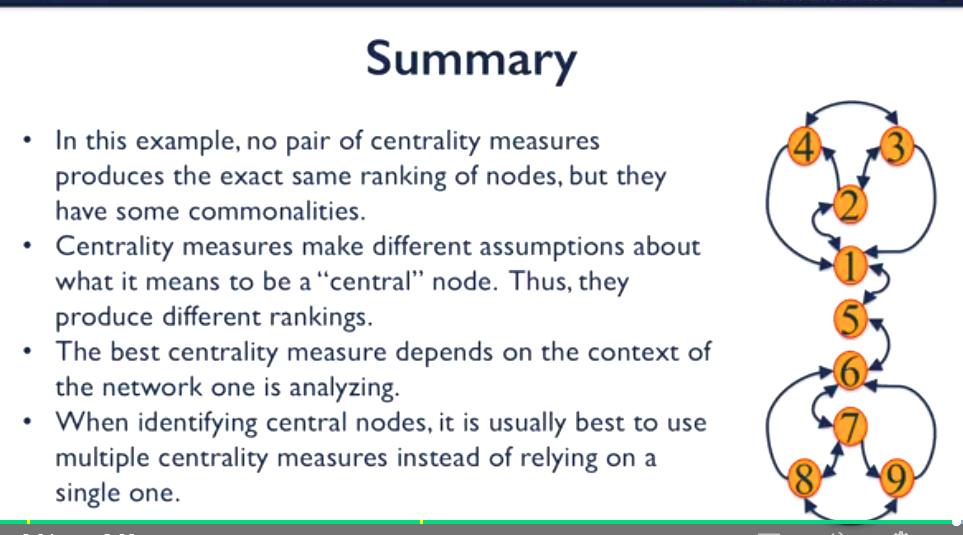 Summary
• In this example, no pair of centrality measures
produces the exact same ranking of nodes, but they
have some commonalities.
• Centrality measures make different assumptions about
what it means to be a “central” node. Thus, they
produce different rankings.
• The best centrality measure depends on the context of
the network one is analyzing.
• When identifying central nodes, it is usually best to use
multiple centrality measures instead of relying on a
single one.
4 3
2
1
5
6
7
8 9